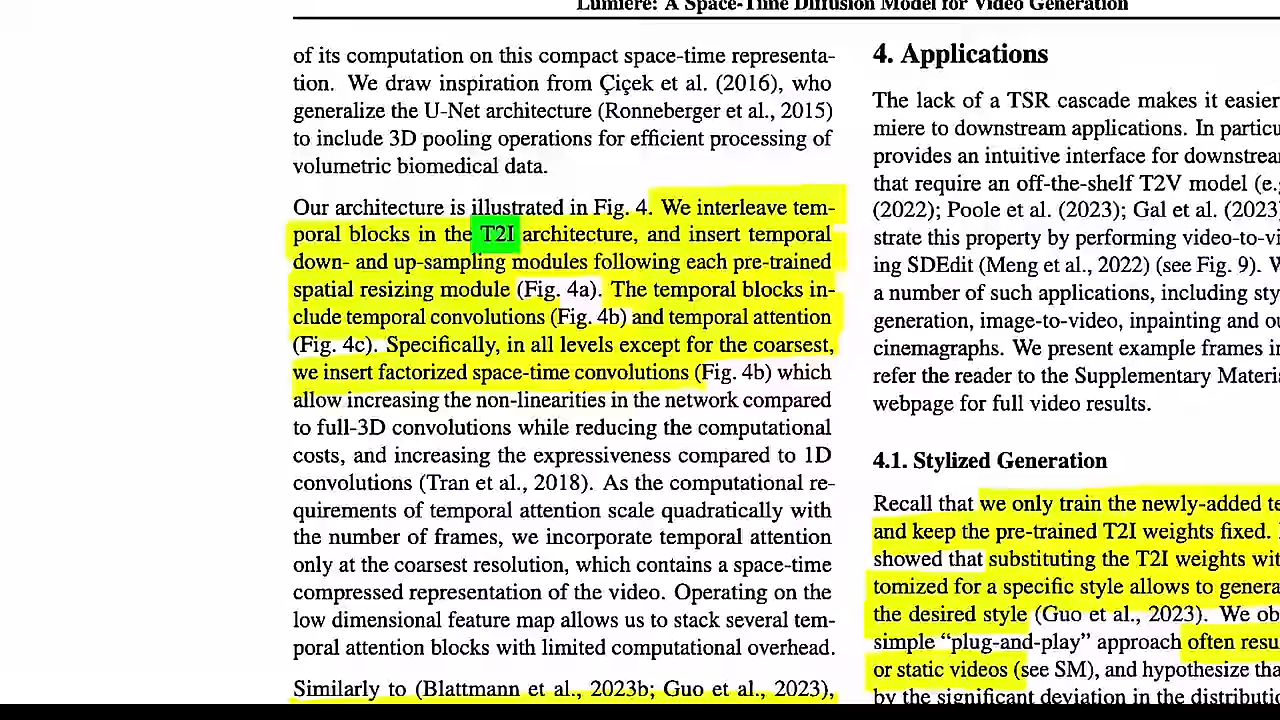 Lumiere: A Space-Time Diffusion Model for Video Generation
of its computation on this compact space-time representa-
tion. We draw inspiration from Çiçek et al. (2016), who
generalize the U-Net architecture (Ronneberger et al., 2015)
to include 3D pooling operations for efficient processing of
volumetric biomedical data.
Our architecture is illustrated in Fig. 4. We interleave tem-
poral blocks in the T2I architecture, and insert temporal
down- and up-sampling modules following each pre-trained
spatial resizing module (Fig. 4a). The temporal blocks in-
clude temporal convolutions (Fig. 4b) and temporal attention
(Fig. 4c). Specifically, in all levels except for the coarsest,
we insert factorized space-time convolutions (Fig. 4b) which
allow increasing the non-linearities in the network compared
to full-3D convolutions while reducing the computational
costs, and increasing the expressiveness compared to 1D
convolutions (Tran et al., 2018). As the computational re-
quirements of temporal attention scale quadratically with
the number of frames, we incorporate temporal attention
only at the coarsest resolution, which contains a space-time
compressed representation of the video. Operating on the
low dimensional feature map allows us to stack several tem-
poral attention blocks with limited computational overhead.
Similarly to (Blattmann et al., 2023b; Guo et al., 2023),
4. Applications
The lack of a TSR cascade makes it easier
miere to downstream applications. In particu
provides an intuitive interface for downstrea
that require an off-the-shelf T2V model (e.g
(2022); Poole et al. (2023); Gal et al. (2023
strate this property by performing video-to-vi
ing SDEdit (Meng et al., 2022) (see Fig. 9). W
a number of such applications, including sty
generation, image-to-video, inpainting and ou
cinemagraphs. We present example frames in
refer the reader to the Supplementary Materia
webpage for full video results.
4.1. Stylized Generation
Recall that we only train the newly-added te
and keep the pre-trained T2I weights fixed.
showed that substituting the T2I weights wit
tomized for a specific style allows to genera
the desired style (Guo et al., 2023). We ob
simple “plug-and-play” approach often resu
or static videos (see SM), and hypothesize tha
by the significant deviation in the distributi